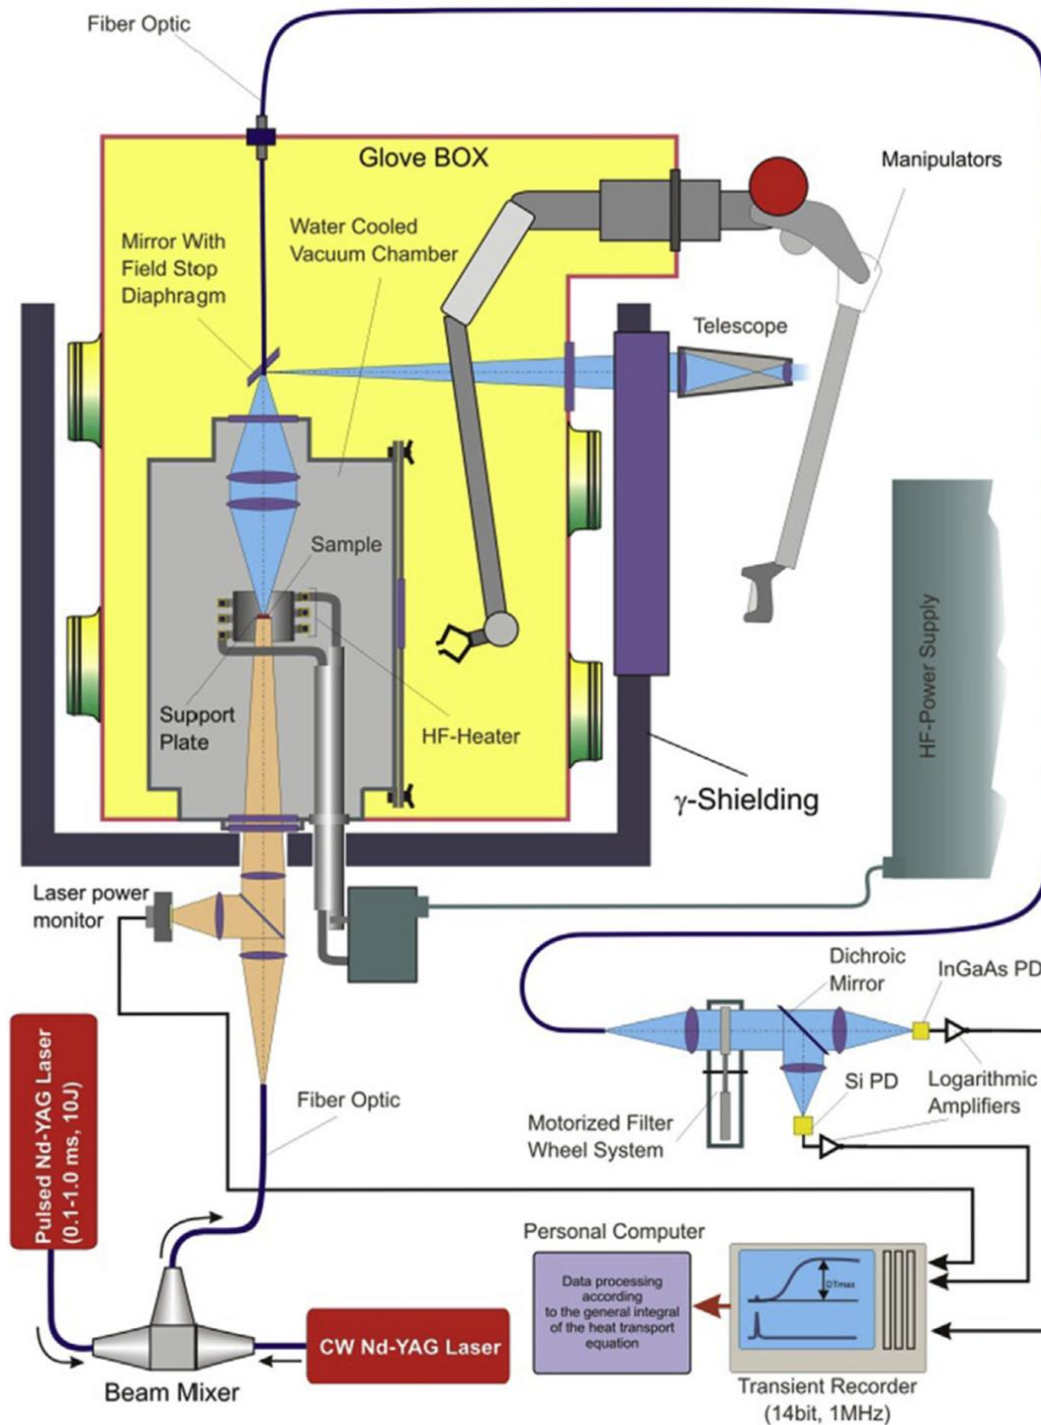 Fiber Optic
Glove BOX
Manipulators
Mirror With
Field Stop
Diaphragm
Water Cooled
Vacuum Chamber
Telescope
Sample
HF-Power Supply
Support
Plate
HF-Heater
γ-Shielding
Laser power
monitor
Dichroic
Mirror
InGaAs PD
Pulsed Nd-YAG Laser
(0.1-1.0 ms, 10J)
Fiber Optic
Si PD
Logarithmic
Amplifiers
Motorized Filter
Wheel System
Personal Computer
Data processing
according
to the general integral
of the heat transport
equation
DTmax
CW Nd-YAG Laser
Beam Mixer
Transient Recorder
(14bit, 1MHz)